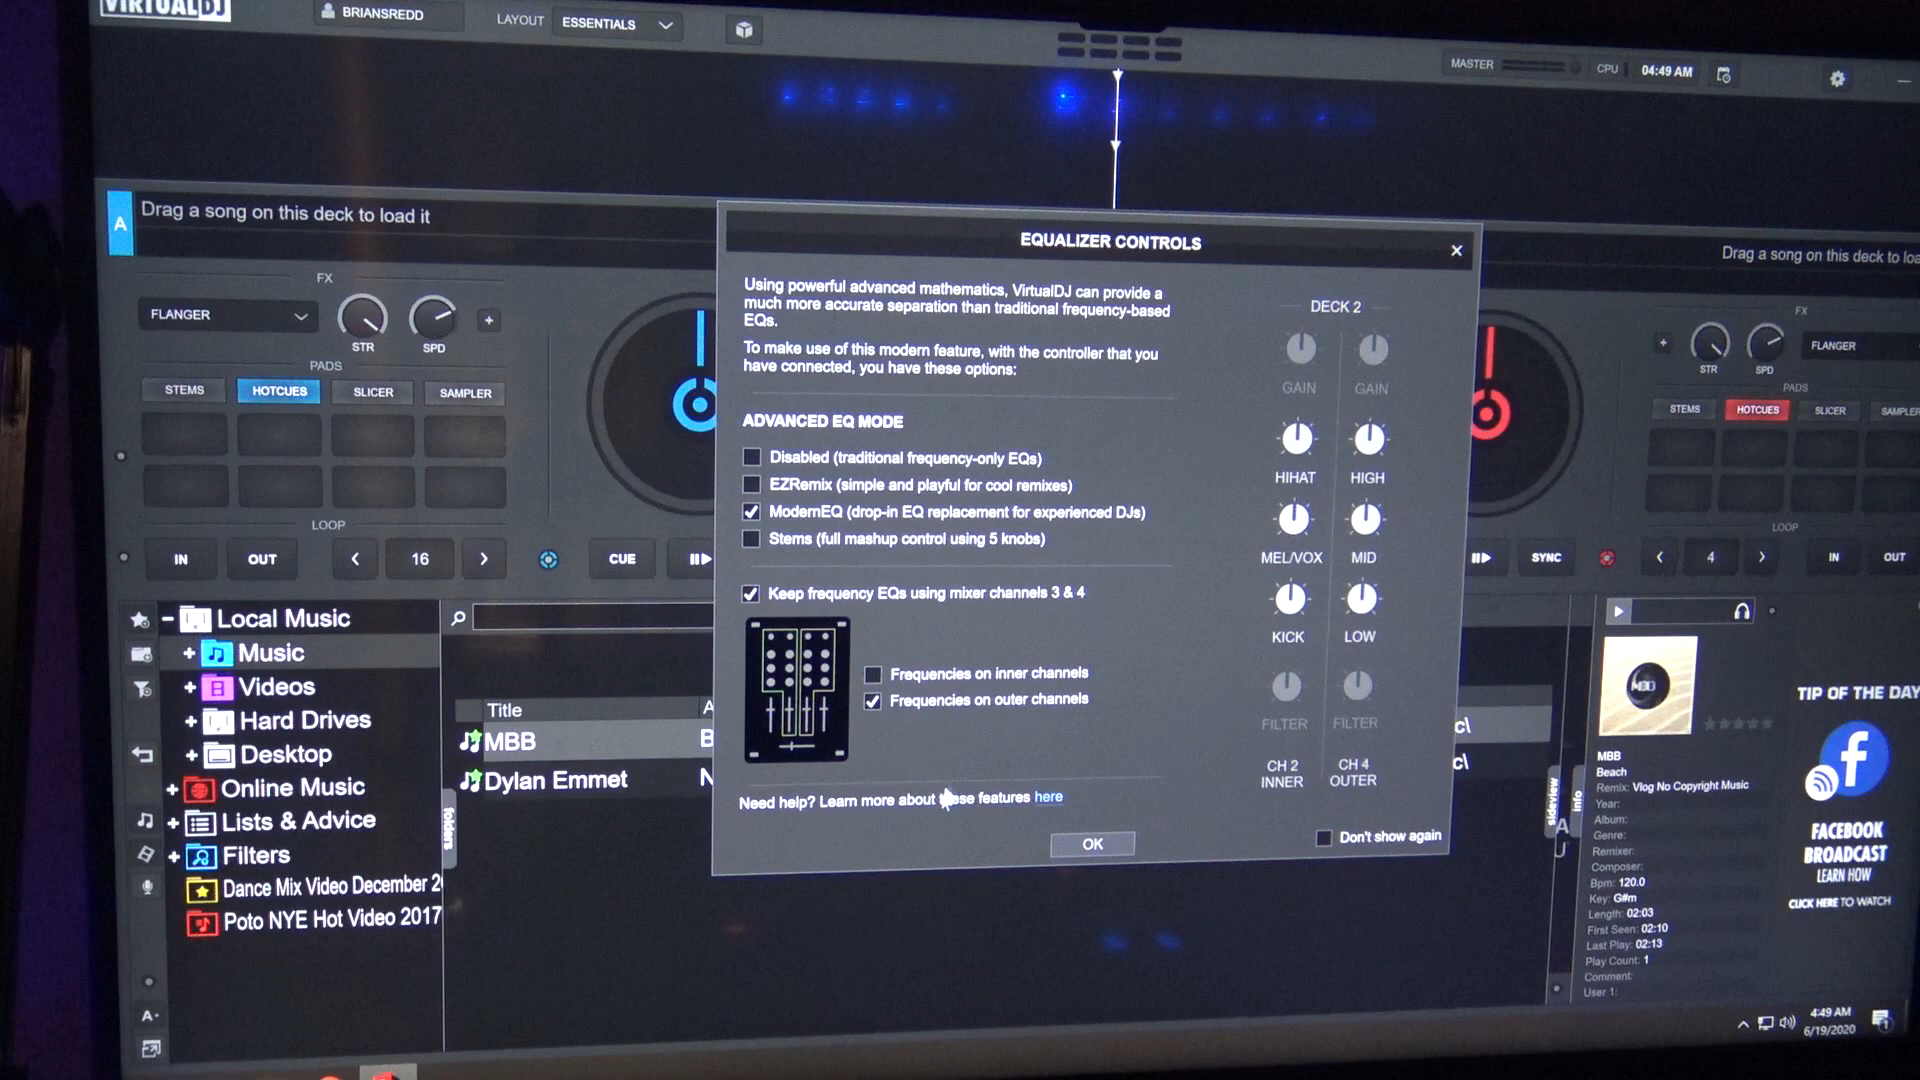 VIRTUALDJ
BRIANSREDD
LAYOUT ESSENTIALS
MASTER
CPU
04:49 AM
A
Drag a song on this deck to load it
FX
FLANGER
STR
SPD
+
PADS
STEMS
HOTCUES
SLICER
SAMPLER
LOOP
IN
OUT
<
16
>
CUE
EQUALIZER CONTROLS
Using powerful advanced mathematics, VirtualDJ can provide a
much more accurate separation than traditional frequency-based
EQs.
To make use of this modern feature, with the controller that you
have connected, you have these options:
ADVANCED EQ MODE
Disabled (traditional frequency-only EQs)
EZRemix (simple and playful for cool remixes)
ModernEQ (drop-in EQ replacement for experienced DJs)
Stems (full mashup control using 5 knobs)
Keep frequency EQs using mixer channels 3 & 4
Frequencies on inner channels
Frequencies on outer channels
Need help? Learn more about these features here
OK
Don't show again
DECK 2
GAIN GAIN
HIHAT HIGH
MEL/VOX MID
KICK LOW
FILTER FILTER
CH 2 CH 4
INNER OUTER
Drag a song on this deck to loa
FX
+
STR
SPD
FLANGER
PADS
STEMS
HOTCUES
SLICER
SAMPLER
LOOP
SYNC
<
4
>
IN
OUT
Local Music
Music
Videos
Hard Drives
Desktop
Online Music
Lists & Advice
Filters
Dance Mix Video December 2
Poto NYE Hot Video 2017
A
folders
Title A
MBB B
Dylan Emmet N
c\
c\
sideview
info
MBB
MBB
Beach
Remix: Vlog No Copyright Music
Year:
Album:
Genre:
Remixer:
Composer:
Bpm: 120.0
Key: G#m
Length: 02:03
First Seen: 02:10
Last Play: 02:13
Play Count: 1
Comment:
User 1:
TIP OF THE DAY
FACEBOOK
BROADCAST
LEARN HOW
CLICK HERE TO WATCH
4:49 AM
6/19/2020
1